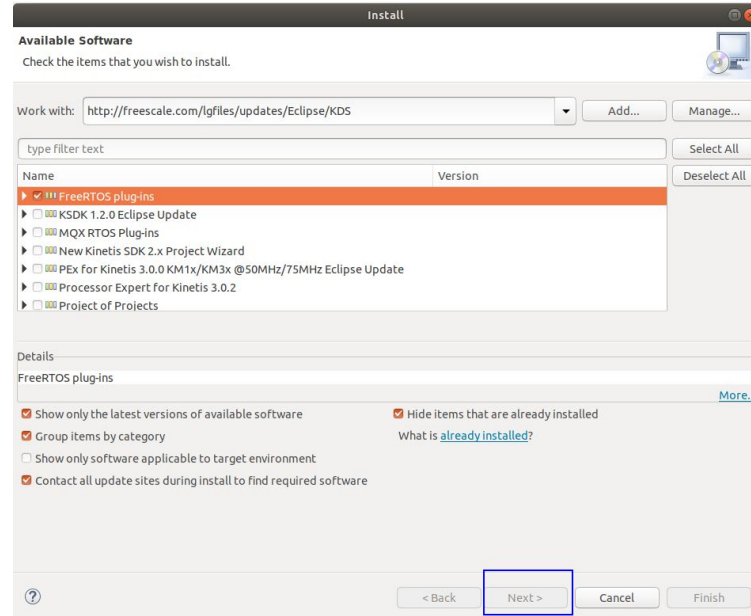 Install
Available Software
Check the items that you wish to install.
Work with: http://freescale.com/lgfiles/updates/Eclipse/KDS Add... Manage...
type filter text Select All
Name Version Deselect All
FreeRTOS plug-ins
KSDK 1.2.0 Eclipse Update
MQX RTOS Plug-ins
New Kinetis SDK 2.x Project Wizard
PEx for Kinetis 3.0.0 KM1x/KM3x @50MHz/75MHz Eclipse Update
Processor Expert for Kinetis 3.0.2
Project of Projects
Details
FreeRTOS plug-ins
More.
Show only the latest versions of available software Hide items that are already installed
Group items by category What is already installed?
Show only software applicable to target environment
Contact all update sites during install to find required software
? < Back Next > Cancel Finish